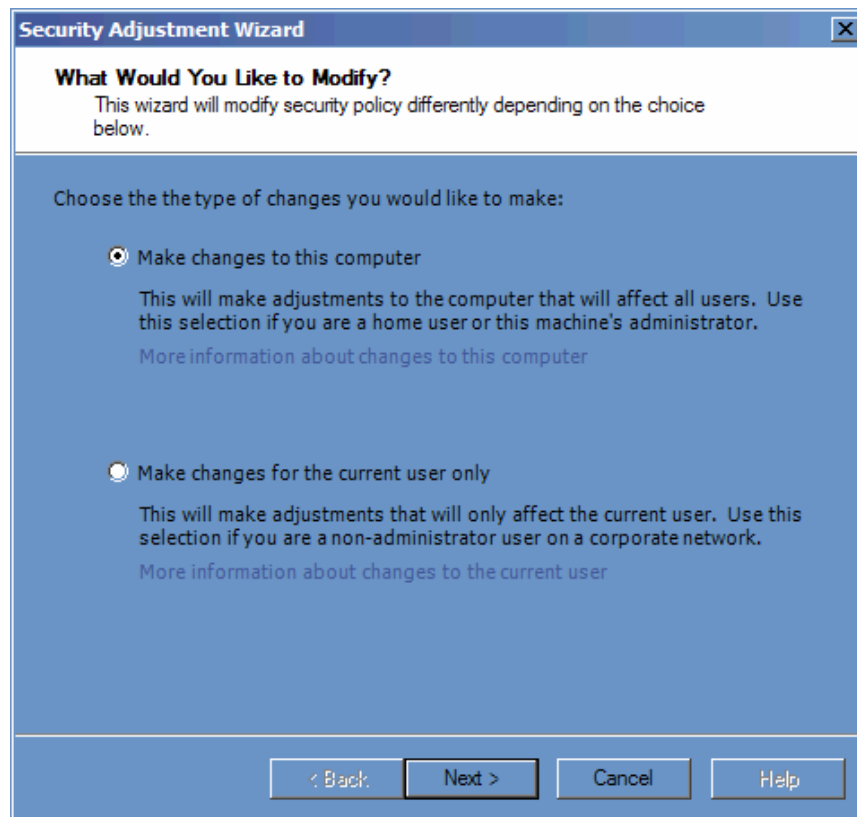 Security Adjustment Wizard
What Would You Like to Modify?
This wizard will modify security policy differently depending on the choice
below.
Choose the the type of changes you would like to make:
Make changes to this computer
This will make adjustments to the computer that will affect all users. Use
this selection if you are a home user or this machine's administrator.
More information about changes to this computer
Make changes for the current user only
This will make adjustments that will only affect the current user. Use this
selection if you are a non-administrator user on a corporate network.
More information about changes to the current user
< Back Next > Cancel Help